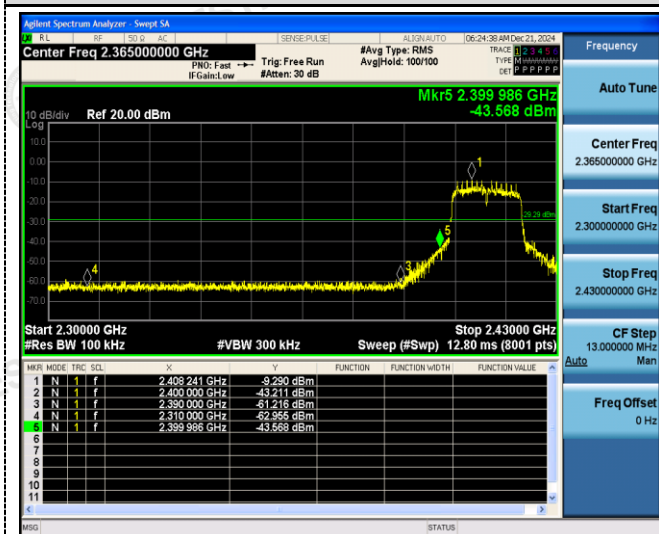 Agilent Spectrum Analyzer - Swept SA
RL RF 50 Ω AC SENSE:PULSE ALIGN AUTO 06:24:38 AM Dec 21, 2024
Center Freq 2.365000000 GHz
PNO: Fast
IFGain:Low
Trig: Free Run
#Atten: 30 dB
#Avg Type: RMS
Avg|Hold: 100/100
TRACE 1 2 3 4 5 6
TYPE M
DET P P P P P P
Frequency
Auto Tune
Center Freq
2.365000000 GHz
Start Freq
2.300000000 GHz
Stop Freq
2.430000000 GHz
CF Step
13.000000 MHz
Auto Man
Freq Offset
0 Hz
Mkr5 2.399 986 GHz
-43.568 dBm
10 dB/div Ref 20.00 dBm
Log
10.0
0.00
-10.0
-20.0
-30.0
-40.0
-50.0
-60.0
-70.0
1
-29.29 dBm
5
3
4
Start 2.30000 GHz Stop 2.43000 GHz
#Res BW 100 kHz #VBW 300 kHz Sweep (#Swp) 12.80 ms (8001 pts)
MKR MODE TRC SCL X Y FUNCTION FUNCTION WIDTH FUNCTION VALUE
1 N 1 f 2.408 241 GHz -9.290 dBm
2 N 1 f 2.400 000 GHz -43.211 dBm
3 N 1 f 2.390 000 GHz -61.216 dBm
4 N 1 f 2.310 000 GHz -62.955 dBm
5 N 1 f 2.399 986 GHz -43.568 dBm
6
7
8
9
10
11
MSG STATUS